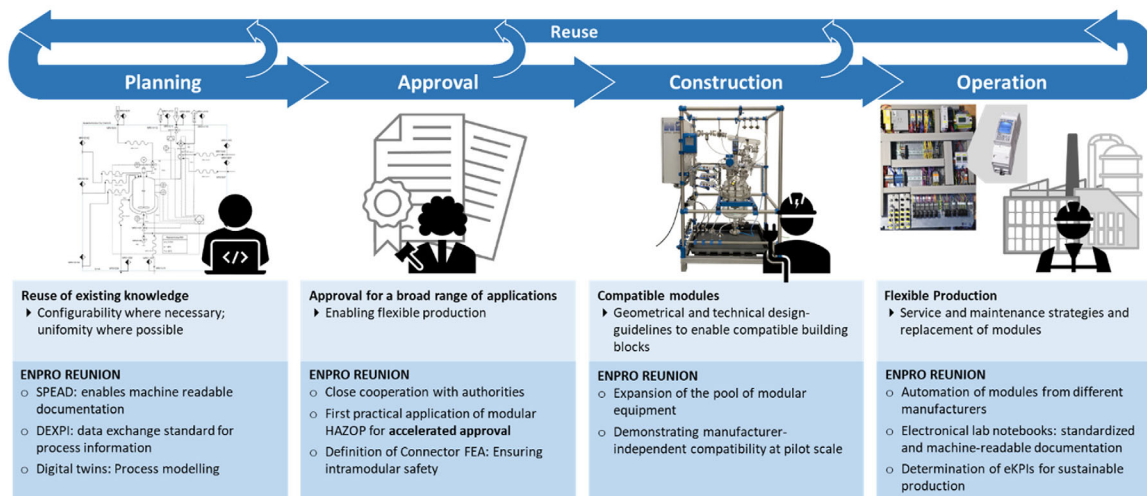 Reuse
Planning
Approval
Construction
Operation
</>
Reuse of existing knowledge
Configurability where necessary;
unifomity where possible
Approval for a broad range of applications
Enabling flexible production
Compatible modules
Geometrical and technical design-
guidelines to enable compatible building
blocks
Flexible Production
Service and maintenance strategies and
replacement of modules
ENPRO REUNION
o SPEAD: enables machine readable
documentation
o DEXPI: data exchange standard for
process information
o Digital twins: Process modelling
ENPRO REUNION
o Close cooperation with authorities
o First practical application of modular
HAZOP for accelerated approval
o Definition of Connector FEA: Ensuring
intramodular safety
ENPRO REUNION
o Expansion of the pool of modular
equipment
o Demonstrating manufacturer-
independent compatibility at pilot scale
ENPRO REUNION
o Automation of modules from different
manufacturers
o Electronical lab notebooks: standardized
and machine-readable documentation
o Determination of eKPIs for sustainable
production